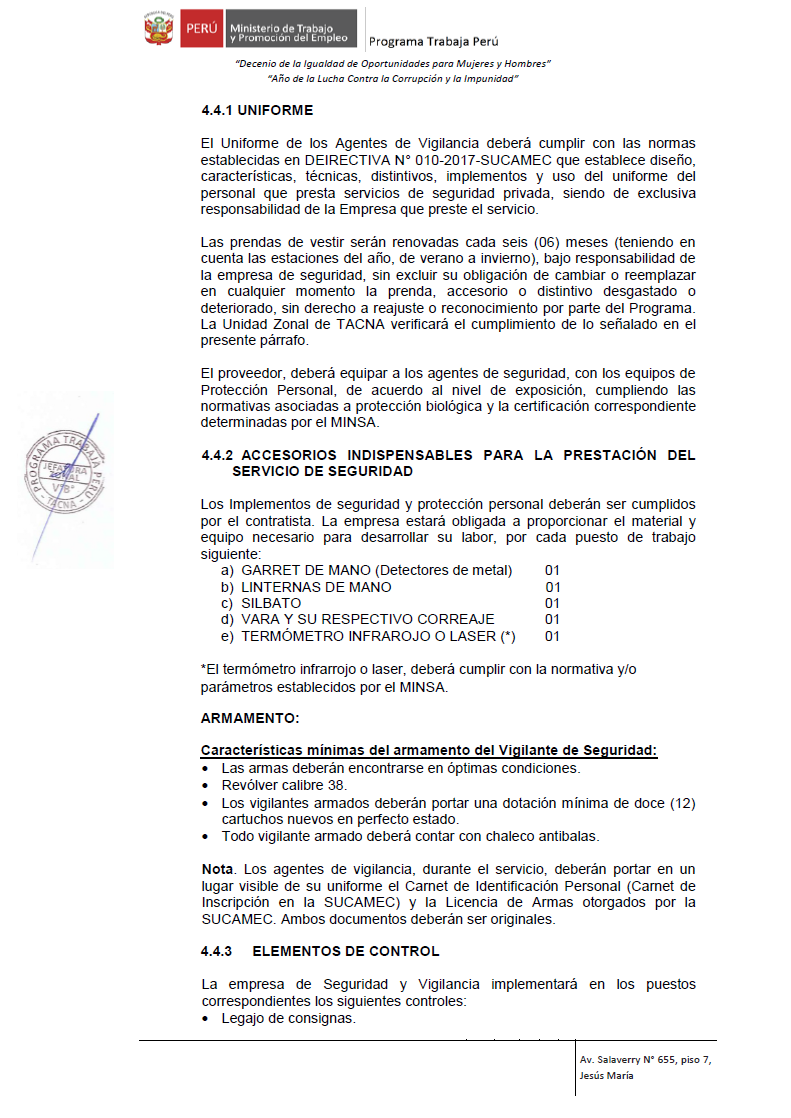 PERÚ
Ministerio de Trabajo
y Promoción del Empleo
Programa Trabaja Perú
“Decenio de la Igualdad de Oportunidades para Mujeres y Hombres”
“Año de la Lucha Contra la Corrupción y la Impunidad”
4.4.1 UNIFORME
El Uniforme de los Agentes de Vigilancia deberá cumplir con las normas
establecidas en DEIRECTIVA N° 010-2017-SUCAMEC que establece diseño,
características, técnicas, distintivos, implementos y uso del uniforme del
personal que presta servicios de seguridad privada, siendo de exclusiva
responsabilidad de la Empresa que preste el servicio.
Las prendas de vestir serán renovadas cada seis (06) meses (teniendo en
cuenta las estaciones del año, de verano a invierno), bajo responsabilidad de
la empresa de seguridad, sin excluir su obligación de cambiar o reemplazar
en cualquier momento la prenda, accesorio o distintivo desgastado o
deteriorado, sin derecho a reajuste o reconocimiento por parte del Programa.
La Unidad Zonal de TACNA verificará el cumplimiento de lo señalado en el
presente párrafo.
El proveedor, deberá equipar a los agentes de seguridad, con los equipos de
Protección Personal, de acuerdo al nivel de exposición, cumpliendo las
normativas asociadas a protección biológica y la certificación correspondiente
determinadas por el MINSA.
PROGRAMA TRABAJA PERÚ
JEFATURA
ZONAL
V°B°
- TACNA -
4.4.2 ACCESORIOS INDISPENSABLES PARA LA PRESTACIÓN DEL
SERVICIO DE SEGURIDAD
Los Implementos de seguridad y protección personal deberán ser cumplidos
por el contratista. La empresa estará obligada a proporcionar el material y
equipo necesario para desarrollar su labor, por cada puesto de trabajo
siguiente:
a) GARRET DE MANO (Detectores de metal) 01
b) LINTERNAS DE MANO 01
c) SILBATO 01
d) VARA Y SU RESPECTIVO CORREAJE 01
e) TERMÓMETRO INFRAROJO O LASER (*) 01
*El termómetro infrarrojo o laser, deberá cumplir con la normativa y/o
parámetros establecidos por el MINSA.
ARMAMENTO:
Características mínimas del armamento del Vigilante de Seguridad:
• Las armas deberán encontrarse en óptimas condiciones.
• Revólver calibre 38.
• Los vigilantes armados deberán portar una dotación mínima de doce (12)
cartuchos nuevos en perfecto estado.
• Todo vigilante armado deberá contar con chaleco antibalas.
Nota. Los agentes de vigilancia, durante el servicio, deberán portar en un
lugar visible de su uniforme el Carnet de Identificación Personal (Carnet de
Inscripción en la SUCAMEC) y la Licencia de Armas otorgados por la
SUCAMEC. Ambos documentos deberán ser originales.
4.4.3 ELEMENTOS DE CONTROL
La empresa de Seguridad y Vigilancia implementará en los puestos
correspondientes los siguientes controles:
• Legajo de consignas.
Av. Salaverry N° 655, piso 7,
Jesús María